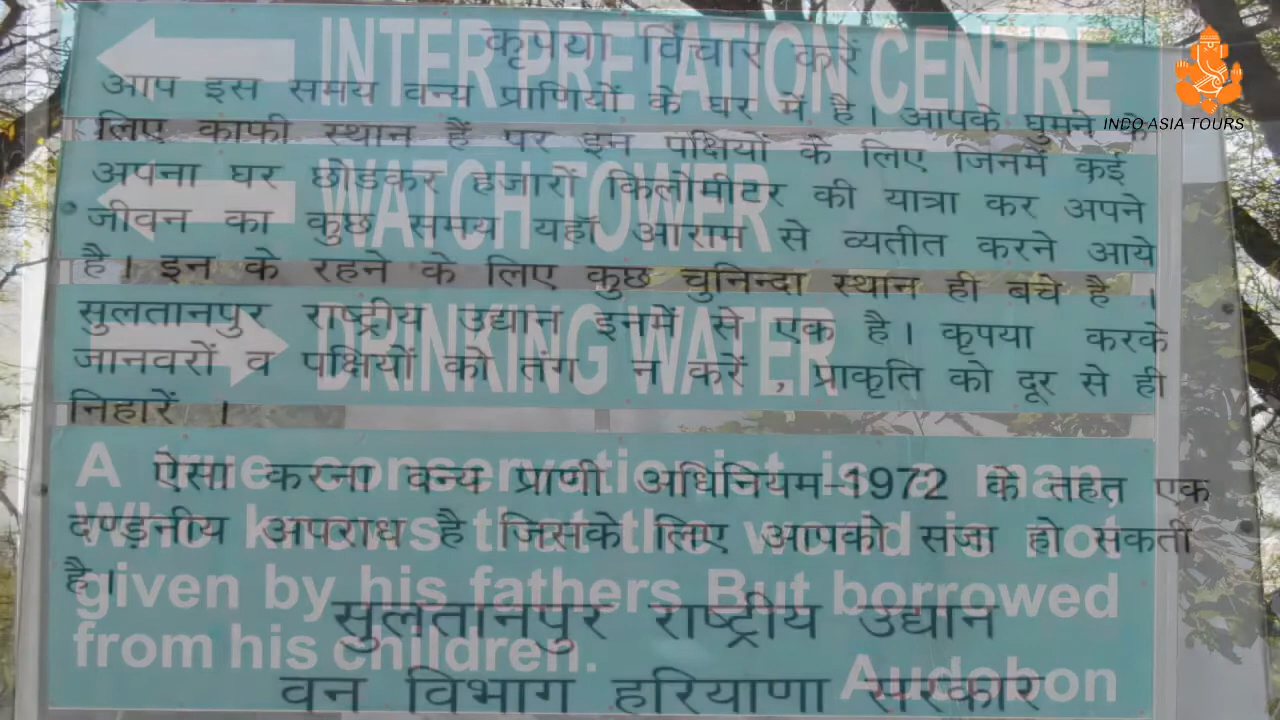 INTERPRETATION CENTRE
WATCH TOWER
DRINKING WATER
A true conservationist is a man,
Who knows that the world is not
given by his fathers But borrowed
from his children.
Audobon
कृपया विचार करें
आप इस समय वन्य प्राणियों के घर में है। आपके घुमने के
लिए काफी स्थान हैं पर इन पक्षियों के लिए जिनमें कई
अपना घर छोडकर हजारों किलोमीटर की यात्रा कर अपने
जीवन का कुछ समय यहाँ आराम से व्यतीत करने आये
है। इन के रहने के लिए कुछ चुनिन्दा स्थान ही बचे है ।
सुलतानपुर राष्ट्रीय उद्यान इनमें से एक है। कृपया करके
जानवरों व पक्षियों को तंग न करें , प्राकृति को दूर से ही
निहारें ।
ऐसा करना वन्य प्राणी अधिनियम–1972 के तहत एक
दण्ड़नीय अपराध है जिसके लिए आपको सजा हो सकती
है।
सुलतानपुर राष्ट्रीय उद्यान
वन विभाग हरियाणा सरकार
INDO ASIA TOURS